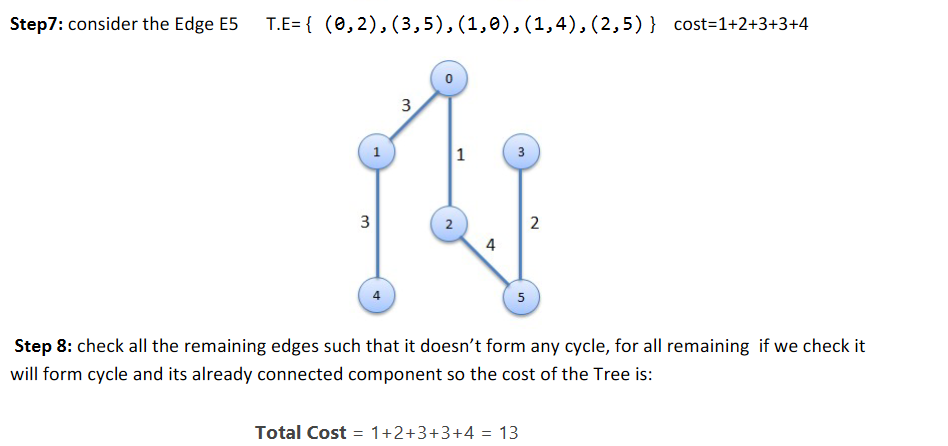 Step7: consider the Edge E5 T.E= { (0,2),(3,5),(1,0),(1,4),(2,5) } cost=1+2+3+3+4
0
3
1
1
3
3
2
2
4
4
5
Step 8: check all the remaining edges such that it doesn't form any cycle, for all remaining if we check it
will form cycle and its already connected component so the cost of the Tree is:
Total Cost = 1+2+3+3+4 = 13